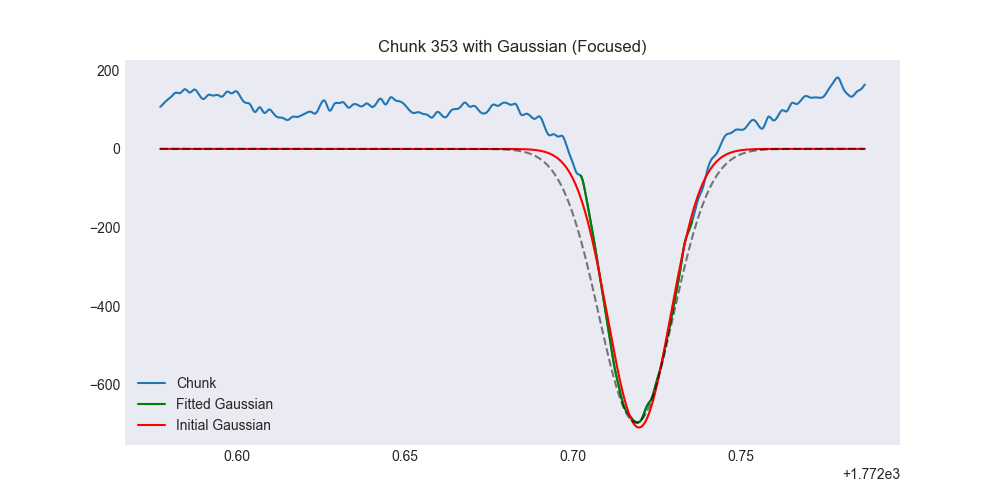 Chunk 353 with Gaussian (Focused)
200
0
−200
−400
−600
Chunk
Fitted Gaussian
Initial Gaussian
0.60 0.65 0.70 0.75
+1.772e3